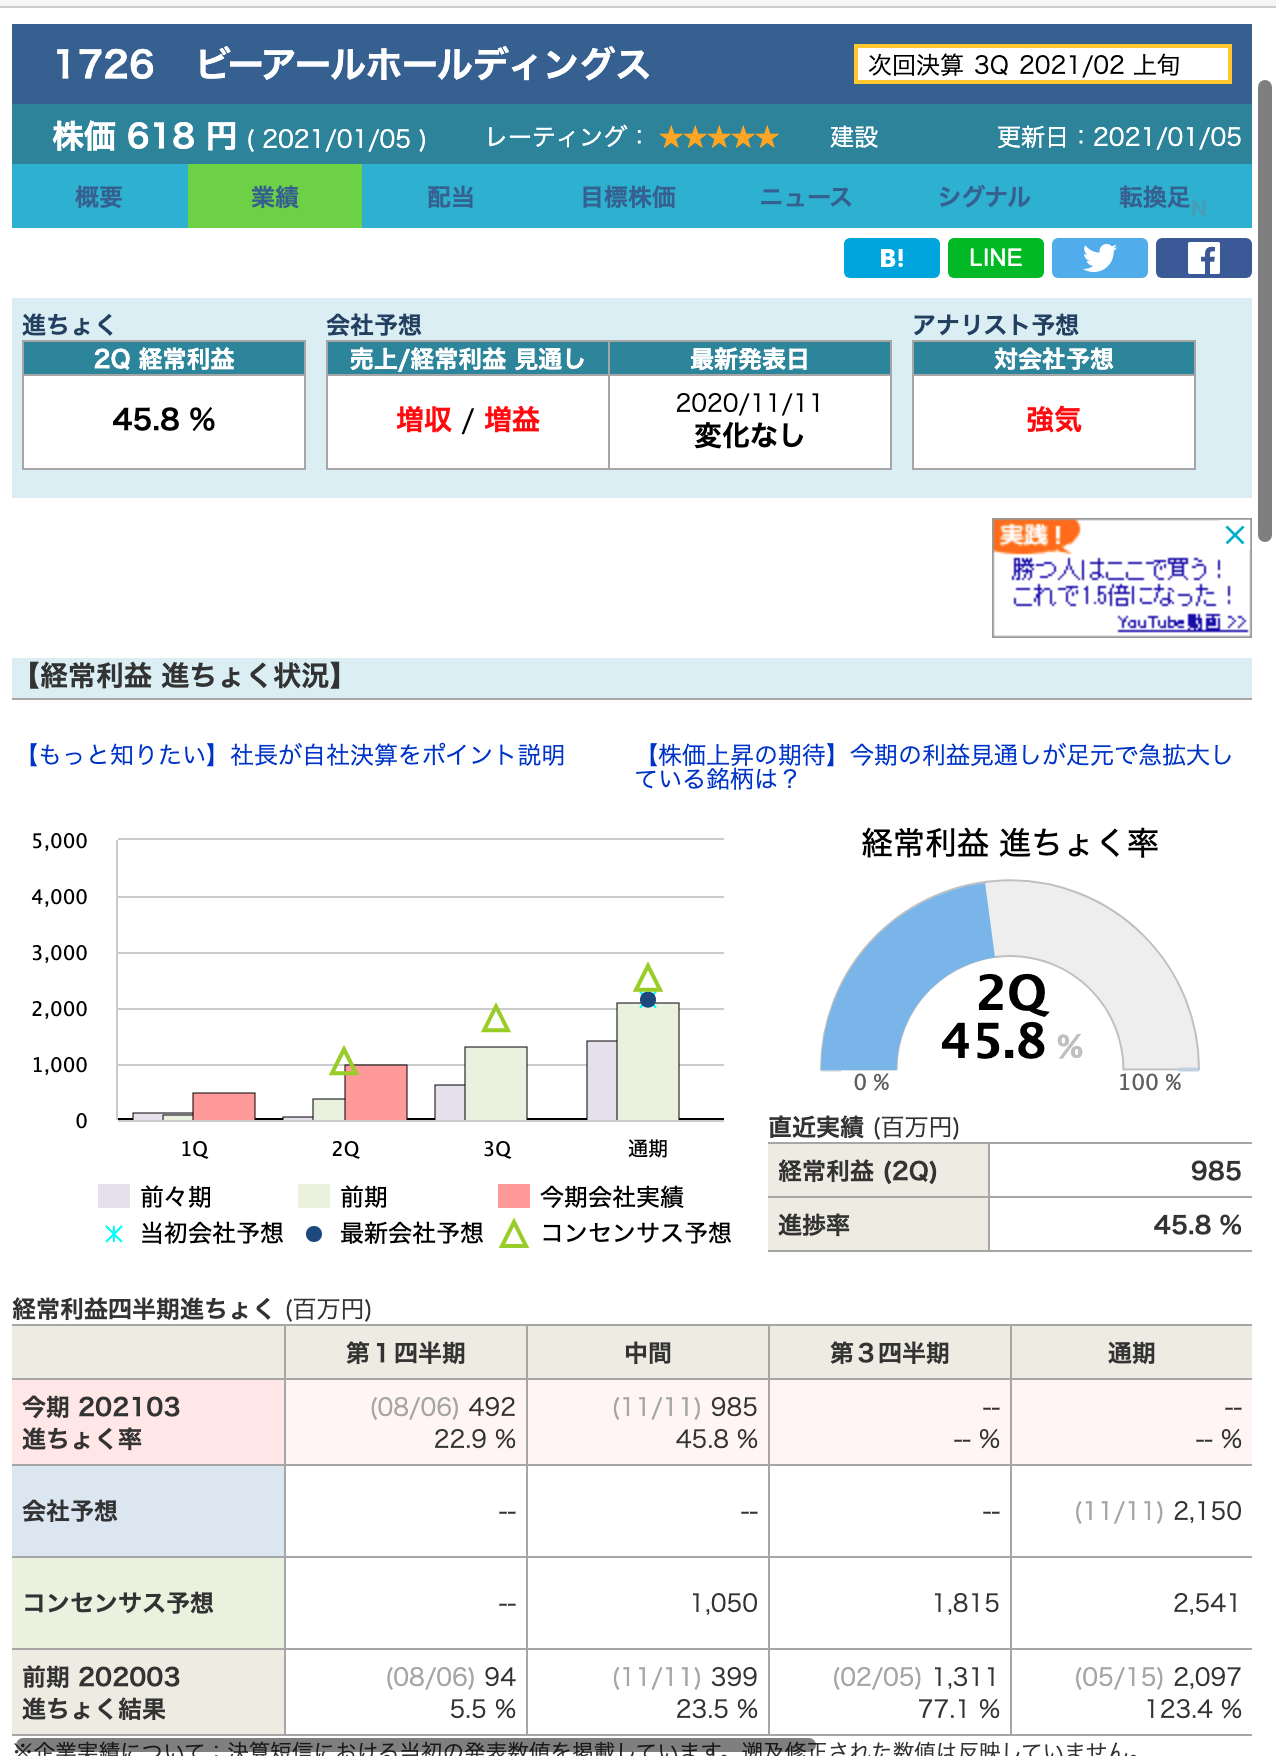 1726 ビーアールホールディングス
次回決算 3Q 2021/02 上旬
株価 618 円 ( 2021/01/05 ) レーティング： ★★★★★ 建設 更新日：2021/01/05
概要 業績 配当 目標株価 ニュース シグナル 転換足 N
B! LINE
進ちょく 会社予想 アナリスト予想
2Q 経常利益 売上/経常利益 見通し 最新発表日 対会社予想
45.8 % 増収 / 増益 2020/11/11 強気
変化なし
実践！
勝つ人はここで買う！
これで1.5倍になった！
YouTube動画 >>
【経常利益 進ちょく状況】
【もっと知りたい】社長が自社決算をポイント説明
【株価上昇の期待】今期の利益見通しが足元で急拡大し
ている銘柄は？
5,000
4,000
3,000
2,000
1,000
0
1Q 2Q 3Q 通期
前々期 前期 今期会社実績
当初会社予想 最新会社予想 コンセンサス予想
経常利益 進ちょく率
2Q
45.8 %
0 % 100 %
直近実績 (百万円)
経常利益 (2Q) 985
進捗率 45.8 %
経常利益四半期進ちょく (百万円)
第１四半期 中間 第３四半期 通期
今期 202103 (08/06) 492 (11/11) 985 -- --
進ちょく率 22.9 % 45.8 % -- % -- %
会社予想 -- -- -- (11/11) 2,150
コンセンサス予想 -- 1,050 1,815 2,541
前期 202003 (08/06) 94 (11/11) 399 (02/05) 1,311 (05/15) 2,097
進ちょく結果 5.5 % 23.5 % 77.1 % 123.4 %
※企業実績について：決算短信における当初の発表数値を掲載しています。遡及修正された数値は反映していません。